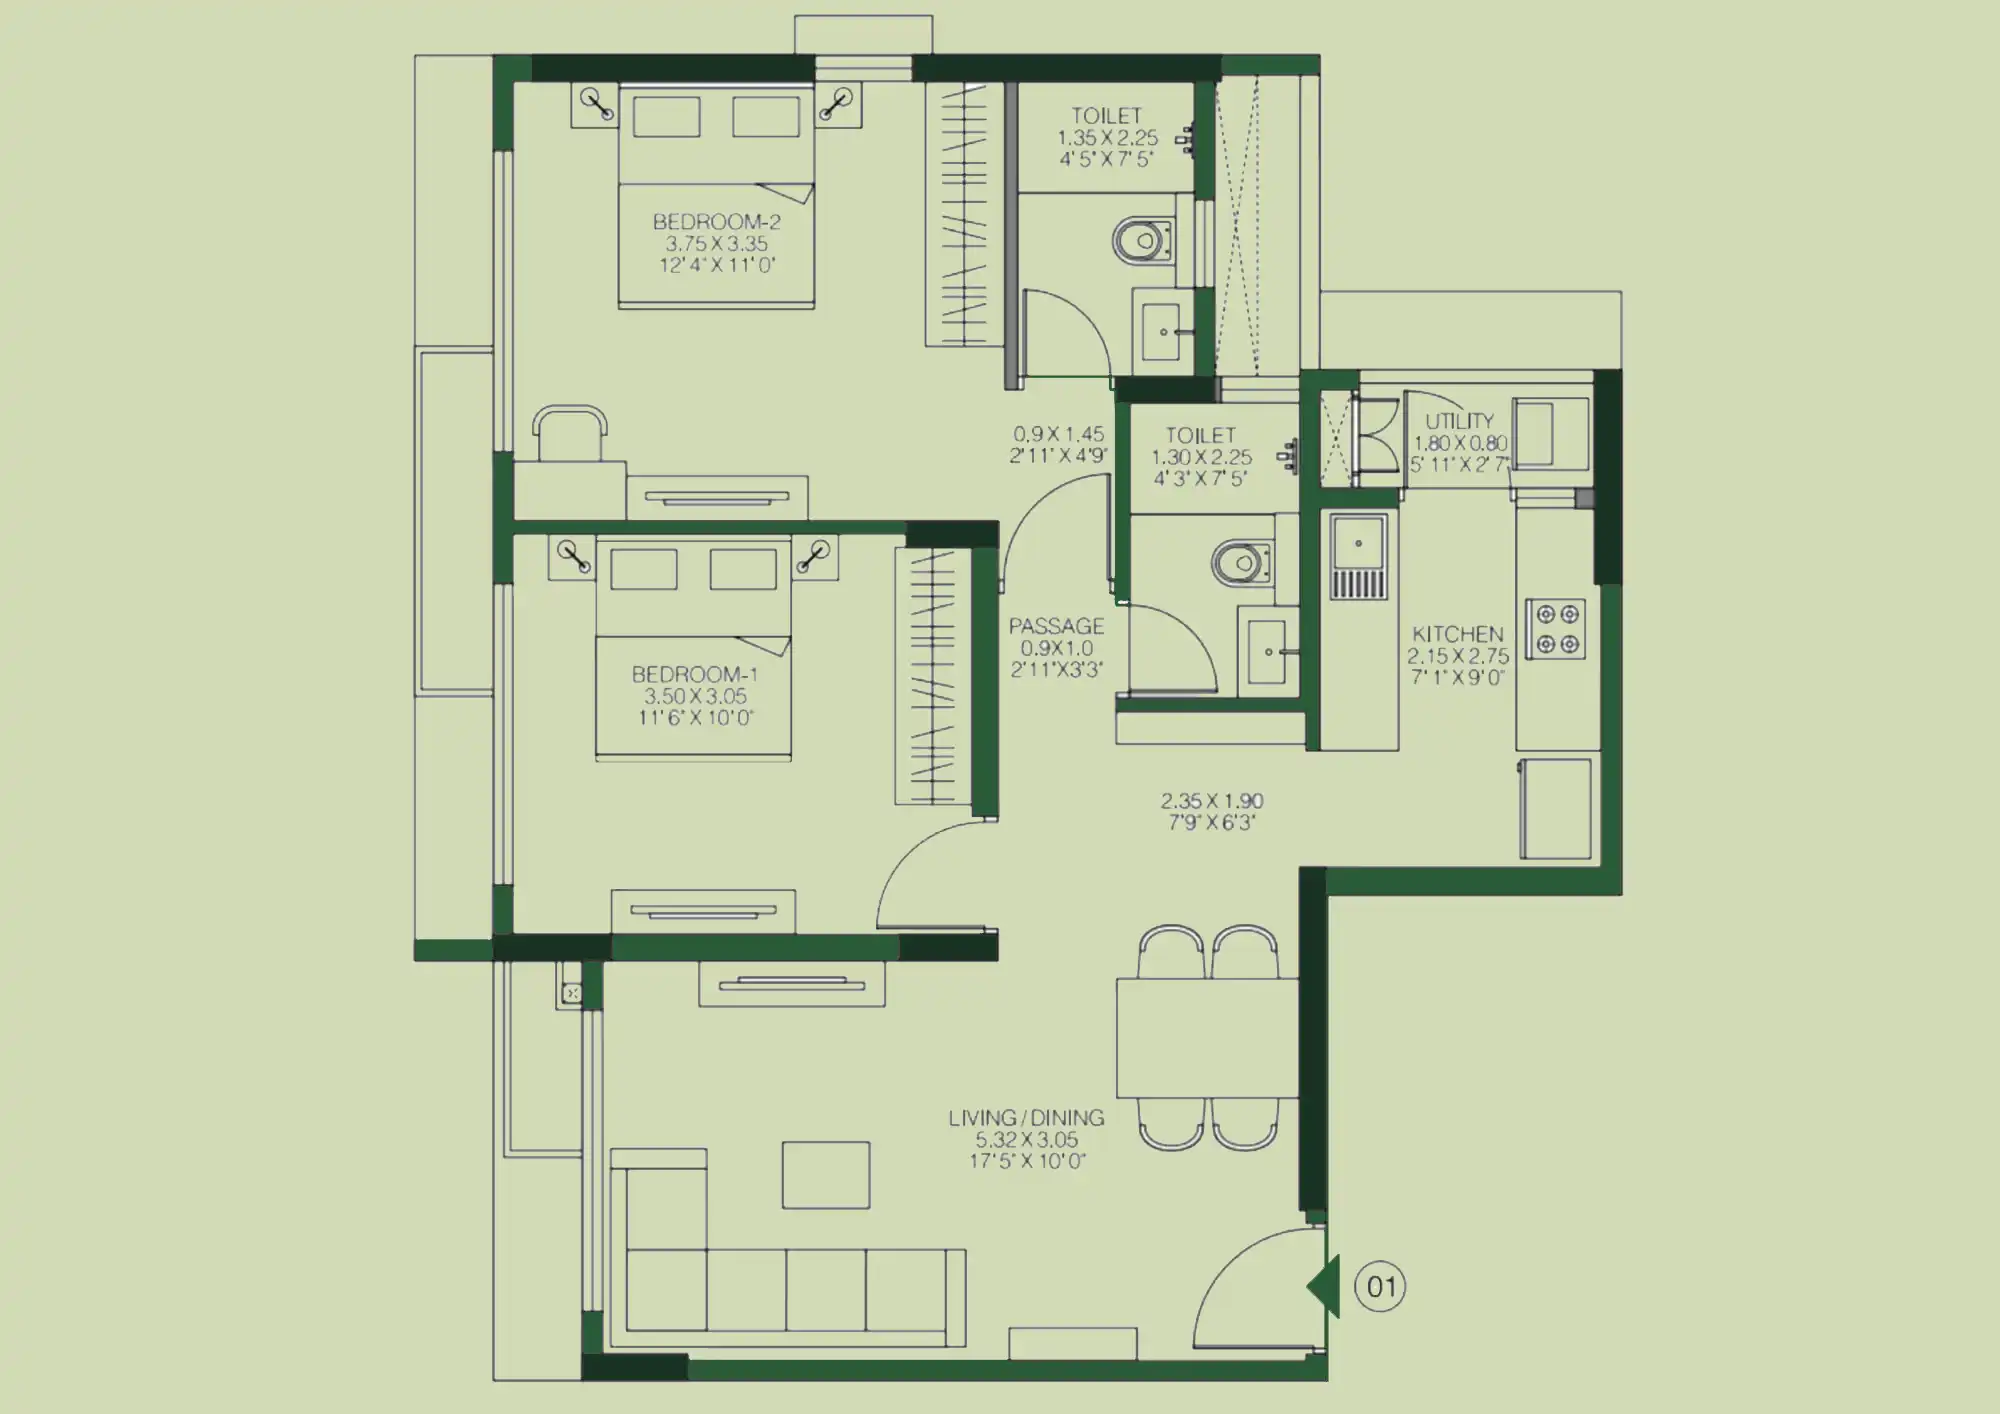 TOILET
1.35 X 2.25
4' 5" X 7' 5"
BEDROOM-2
3.75 X 3.35
12' 4" X 11' 0"
0.9 X 1.45
2' 11" X 4' 9"
TOILET
1.30 X 2.25
4' 3" X 7' 5"
UTILITY
1.80 X 0.80
5' 11" X 2' 7"
PASSAGE
0.9X1.0
2'11"X3'3"
KITCHEN
2.15 X 2.75
7' 1" X 9' 0"
BEDROOM-1
3.50 X 3.05
11' 6" X 10' 0"
2.35 X 1.90
7'9" X 6'3"
LIVING / DINING
5.32 X 3.05
17' 5" X 10' 0"
01